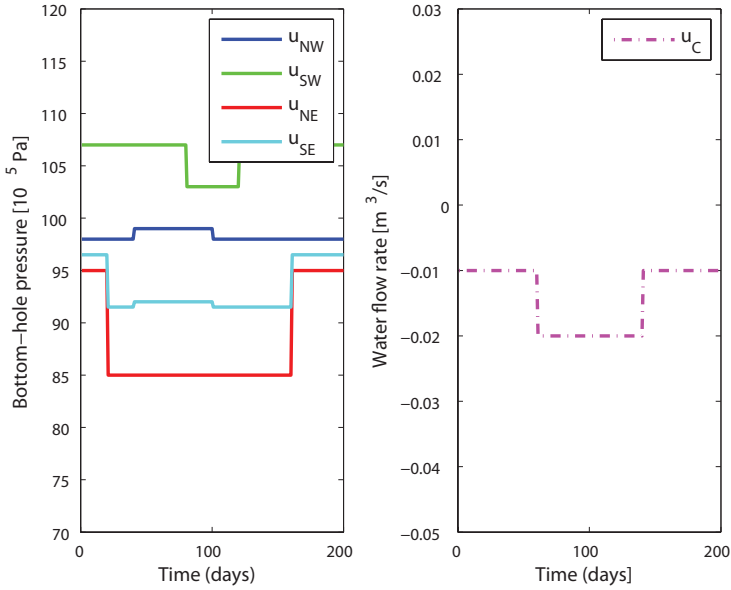 120
115
110
105
100
95
90
85
80
75
70
Bottom−hole pressure [10 5 Pa]
u NW
u SW
u NE
u SE
0
100
200
Time (days)
0.03
0.02
0.01
0
−0.01
−0.02
−0.03
−0.04
−0.05
Water flow rate [m 3/s]
u C
0
100
200
Time (days]